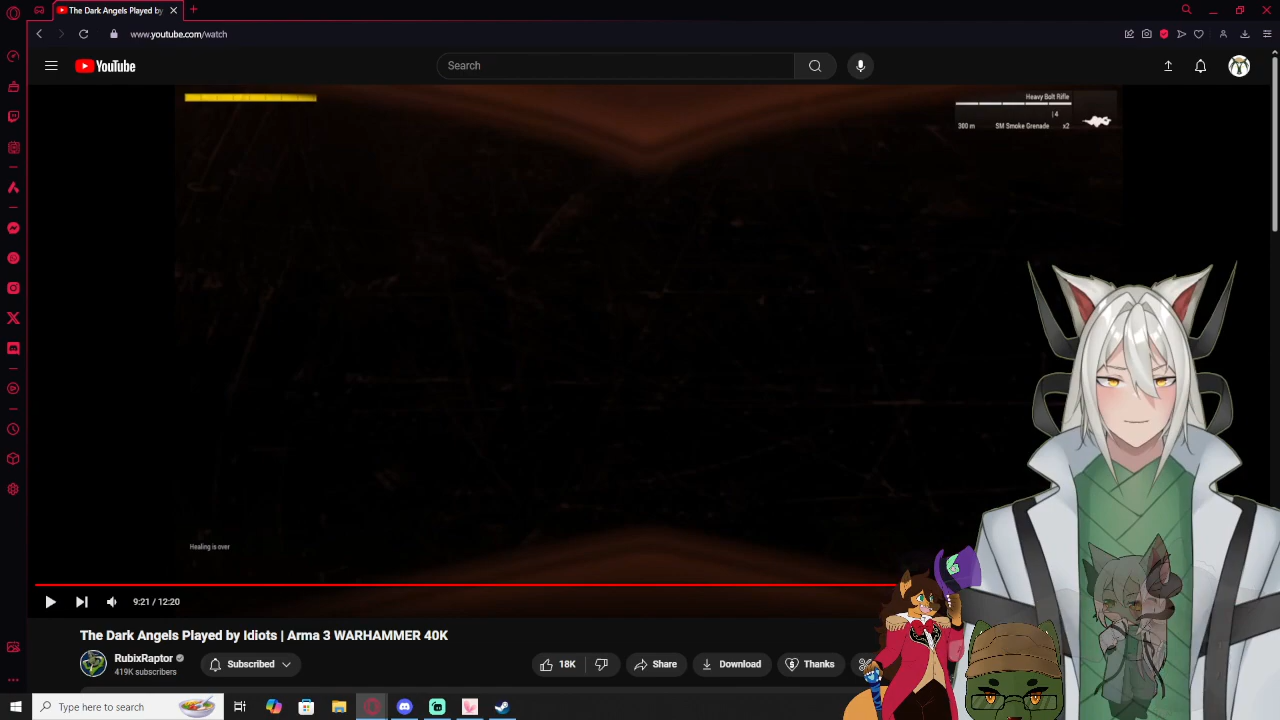 The Dark Angels Played by
www.youtube.com/watch
YouTube
Search
Heavy Bolt Rifle
| 4
300 m SM Smoke Grenade x2
Healing is over
9:21 / 12:20
The Dark Angels Played by Idiots | Arma 3 WARHAMMER 40K
RubixRaptor
419K subscribers
Subscribed
18K
Share
Download
Thanks
Type here to search